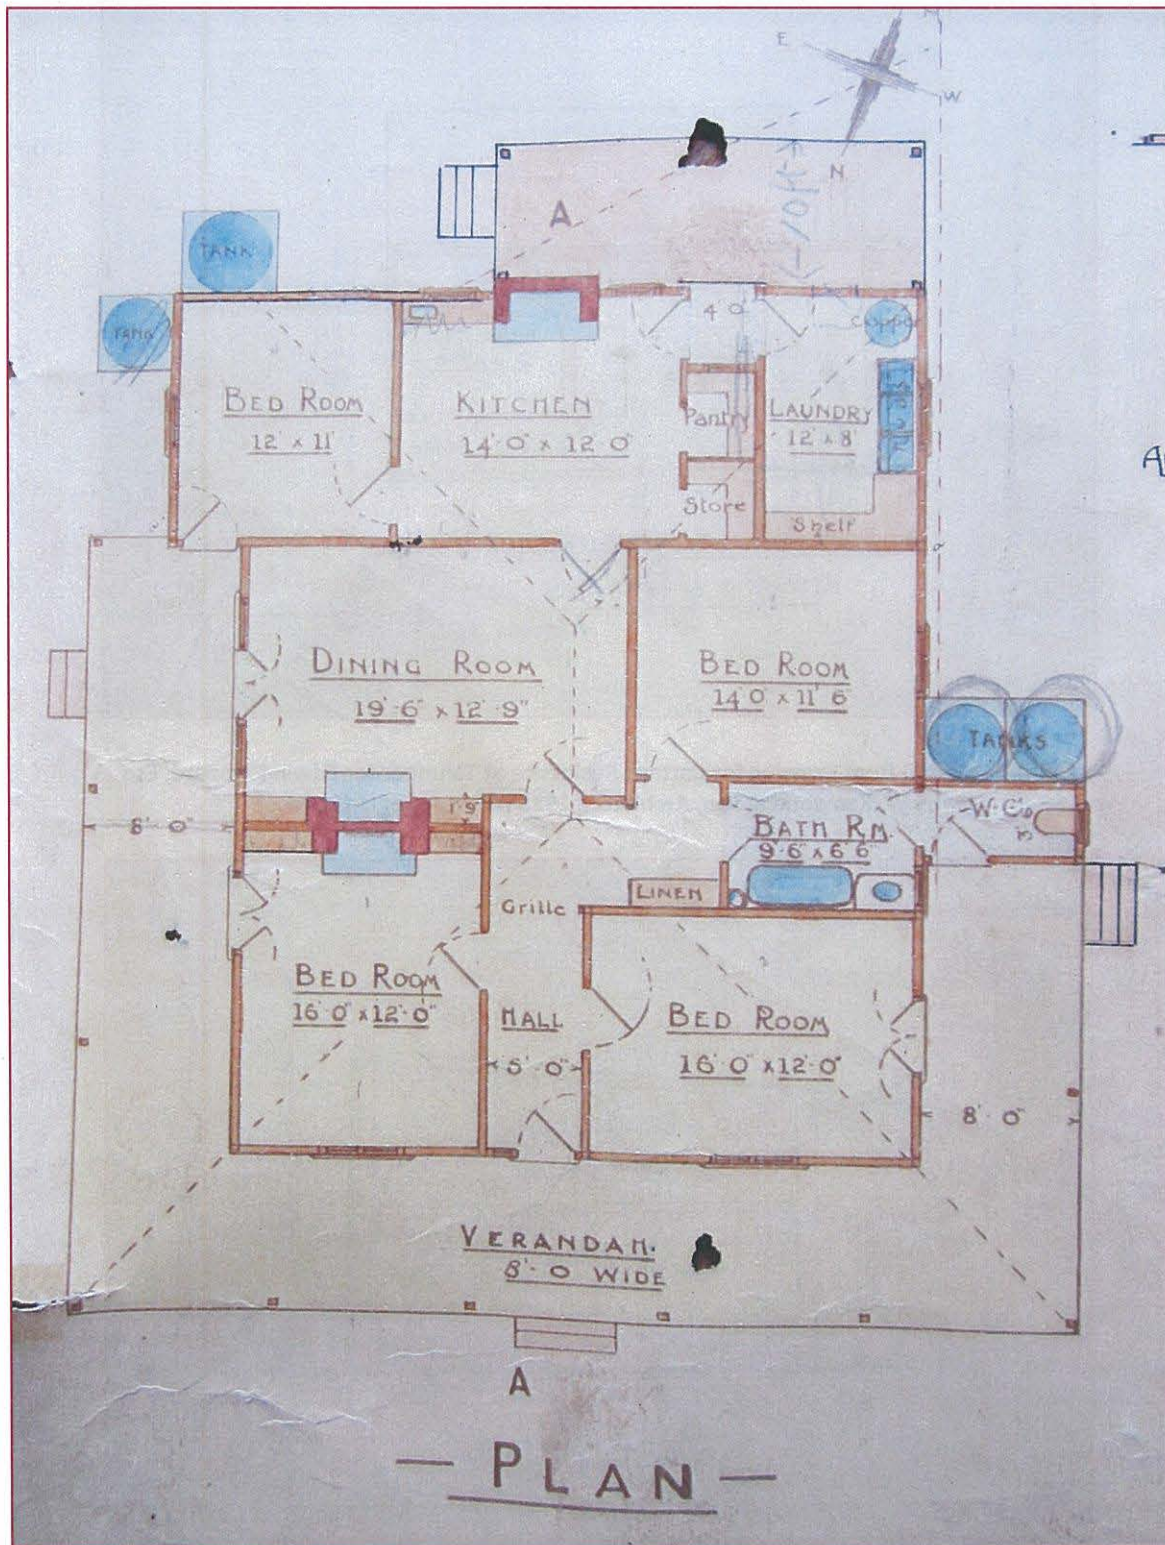 E
W
N
10ft
A
TANK
TANK
4' 0"
Copper
BED ROOM
12' x 11'
KITCHEN
14'·0" x 12' 0"
Pantry
LAUNDRY
12' x 8'
Store
Shelf
DINING ROOM
19'·6" x 12'·9"
BED ROOM
14' 0 x 11' 6
TANKS
1'·9"
8'·0"
W.C.
BATH RM.
9'·6" x 6' 6"
LINEN
Grille
BED ROOM
16' 0" x 12'·0"
HALL
5'·0"
BED ROOM
16'·0" x 12'·0"
8'·0"
VERANDAH.
8'·0 WIDE
A
— PLAN —